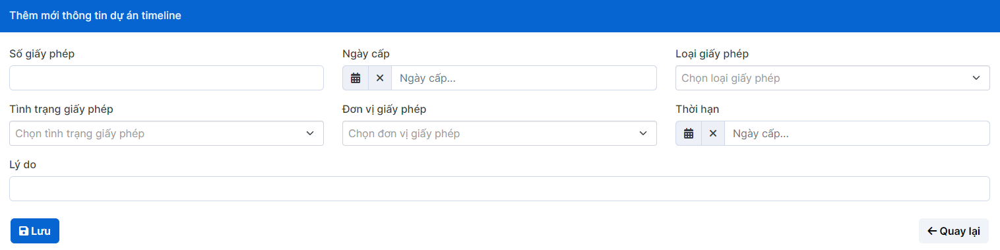 Thêm mới thông tin dự án timeline
Số giấy phép
Ngày cấp
Loại giấy phép
Ngày cấp...
Chọn loại giấy phép
Tình trạng giấy phép
Đơn vị giấy phép
Thời hạn
Chọn tình trạng giấy phép
Chọn đơn vị giấy phép
Ngày cấp...
Lý do
Lưu
Quay lại